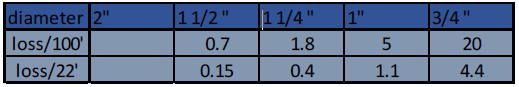 diameter 2" 1 1/2 " 1 1/4 " 1" 3/4 "
loss/100' 0.7 1.8 5 20
loss/22' 0.15 0.4 1.1 4.4